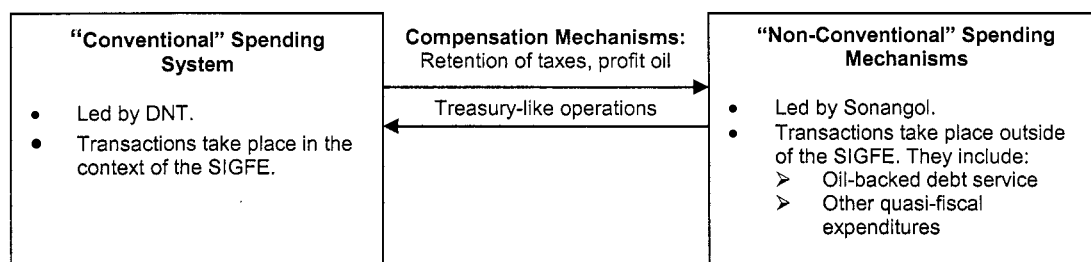 “Conventional” Spending
System
• Led by DNT.
• Transactions take place in the
context of the SIGFE.
Compensation Mechanisms:
Retention of taxes, profit oil
Treasury-like operations
“Non-Conventional” Spending
Mechanisms
• Led by Sonangol.
• Transactions take place outside
of the SIGFE. They include:
➢ Oil-backed debt service
➢ Other quasi-fiscal
expenditures